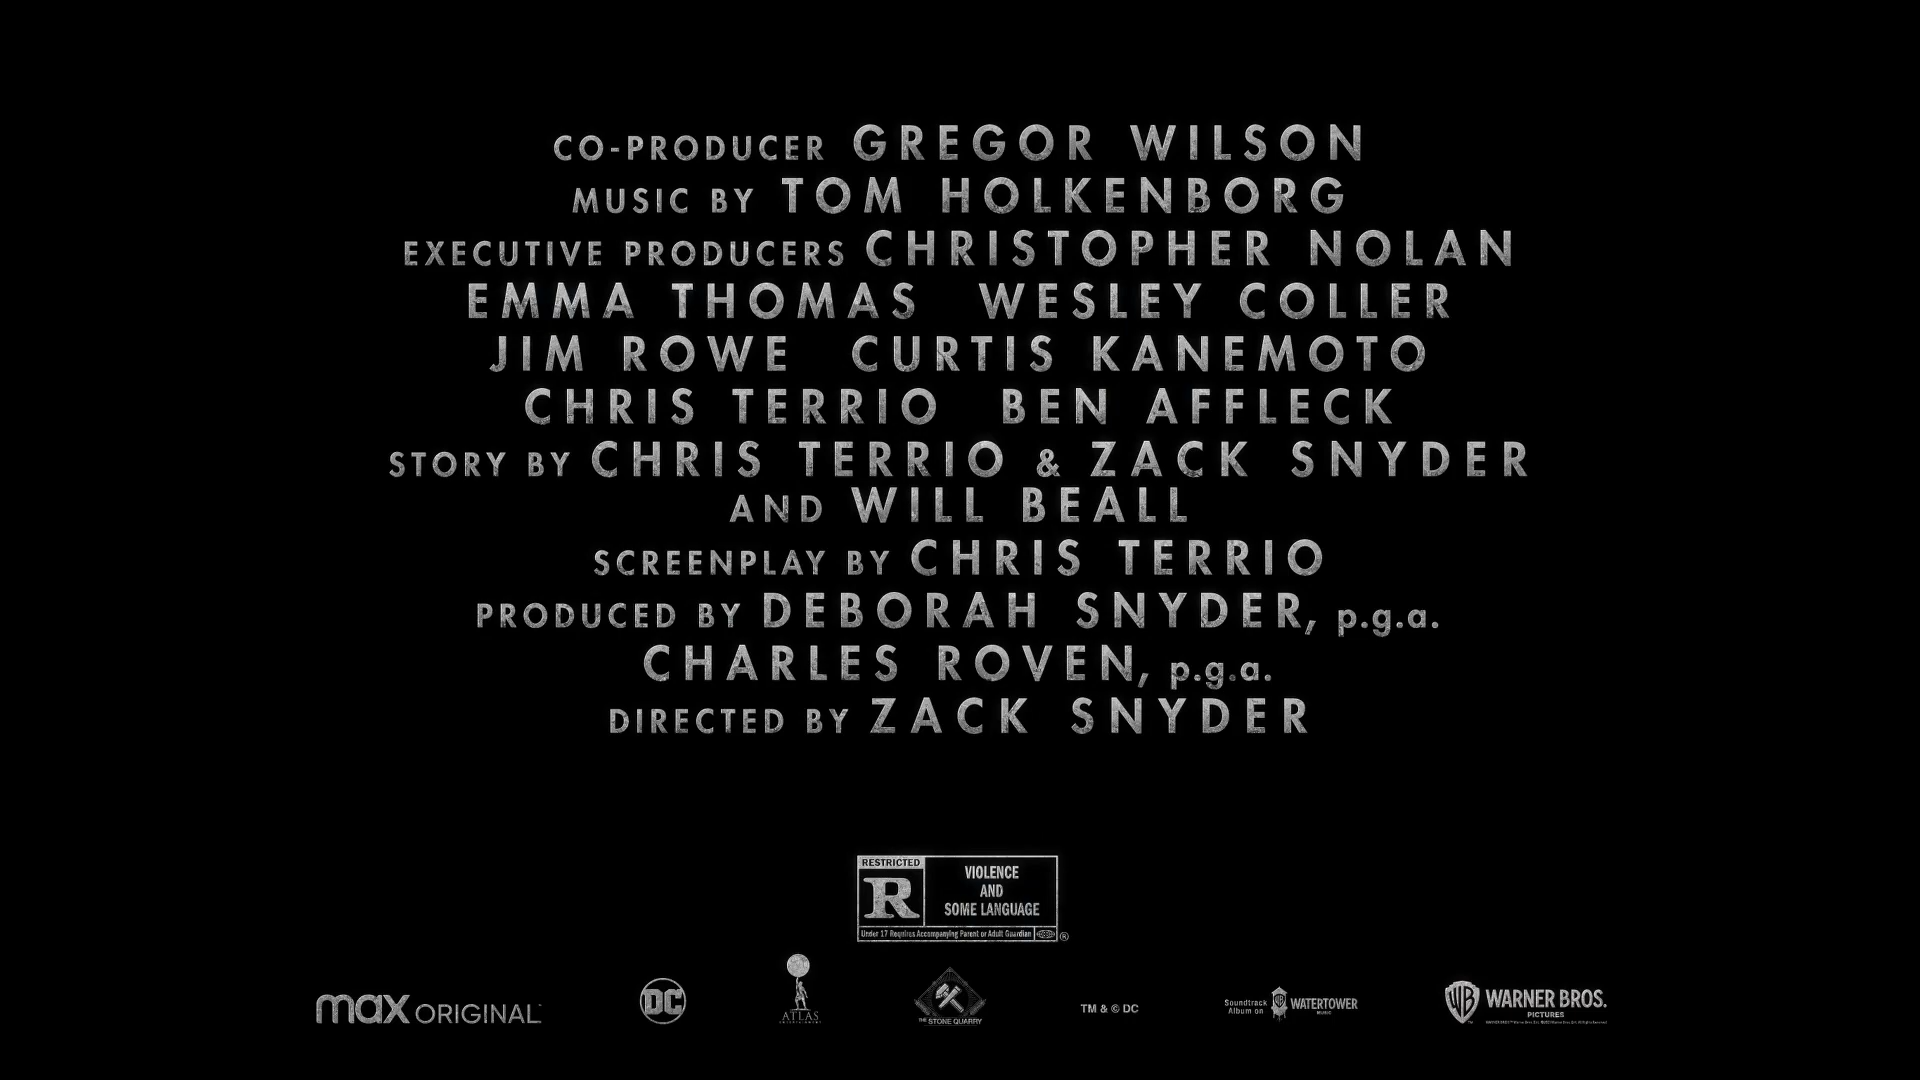 CO-PRODUCER GREGOR WILSON
MUSIC BY TOM HOLKENBORG
EXECUTIVE PRODUCERS CHRISTOPHER NOLAN
EMMA THOMAS WESLEY COLLER
JIM ROWE CURTIS KANEMOTO
CHRIS TERRIO BEN AFFLECK
STORY BY CHRIS TERRIO & ZACK SNYDER
AND WILL BEALL
SCREENPLAY BY CHRIS TERRIO
PRODUCED BY DEBORAH SNYDER, p.g.a.
CHARLES ROVEN, p.g.a.
DIRECTED BY ZACK SNYDER
RESTRICTED
R
VIOLENCE
AND
SOME LANGUAGE
Under 17 Requires Accompanying Parent or Adult Guardian
®
max ORIGINAL
DC
ATLAS
ENTERTAINMENT
THE STONE QUARRY
TM & © DC
Soundtrack
Album on
WATERTOWER
MUSIC
WB WARNER BROS.
PICTURES